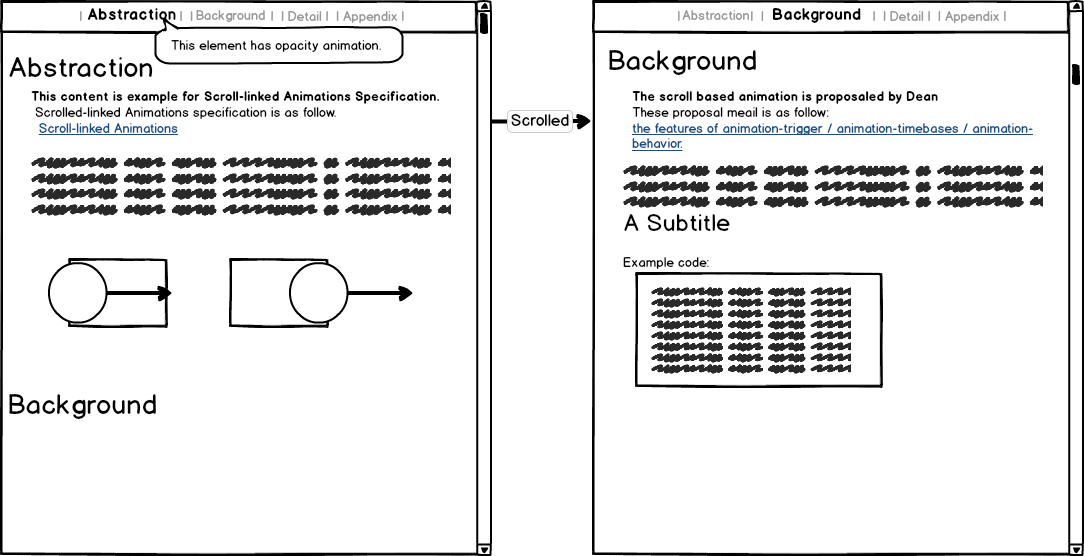 | Abstraction | | Background | | Detail | | Appendix |
This element has opacity animation.
Abstraction
This content is example for Scroll-linked Animations Specification.
Scrolled-linked Animations specification is as follow.
Scroll-linked Animations
Background
Scrolled
| Abstraction | | Background | | Detail | | Appendix |
Background
The scroll based animation is proposaled by Dean
These proposal meail is as follow:
the features of animation-trigger / animation-timebases / animation-
behavior.
A Subtitle
Example code: